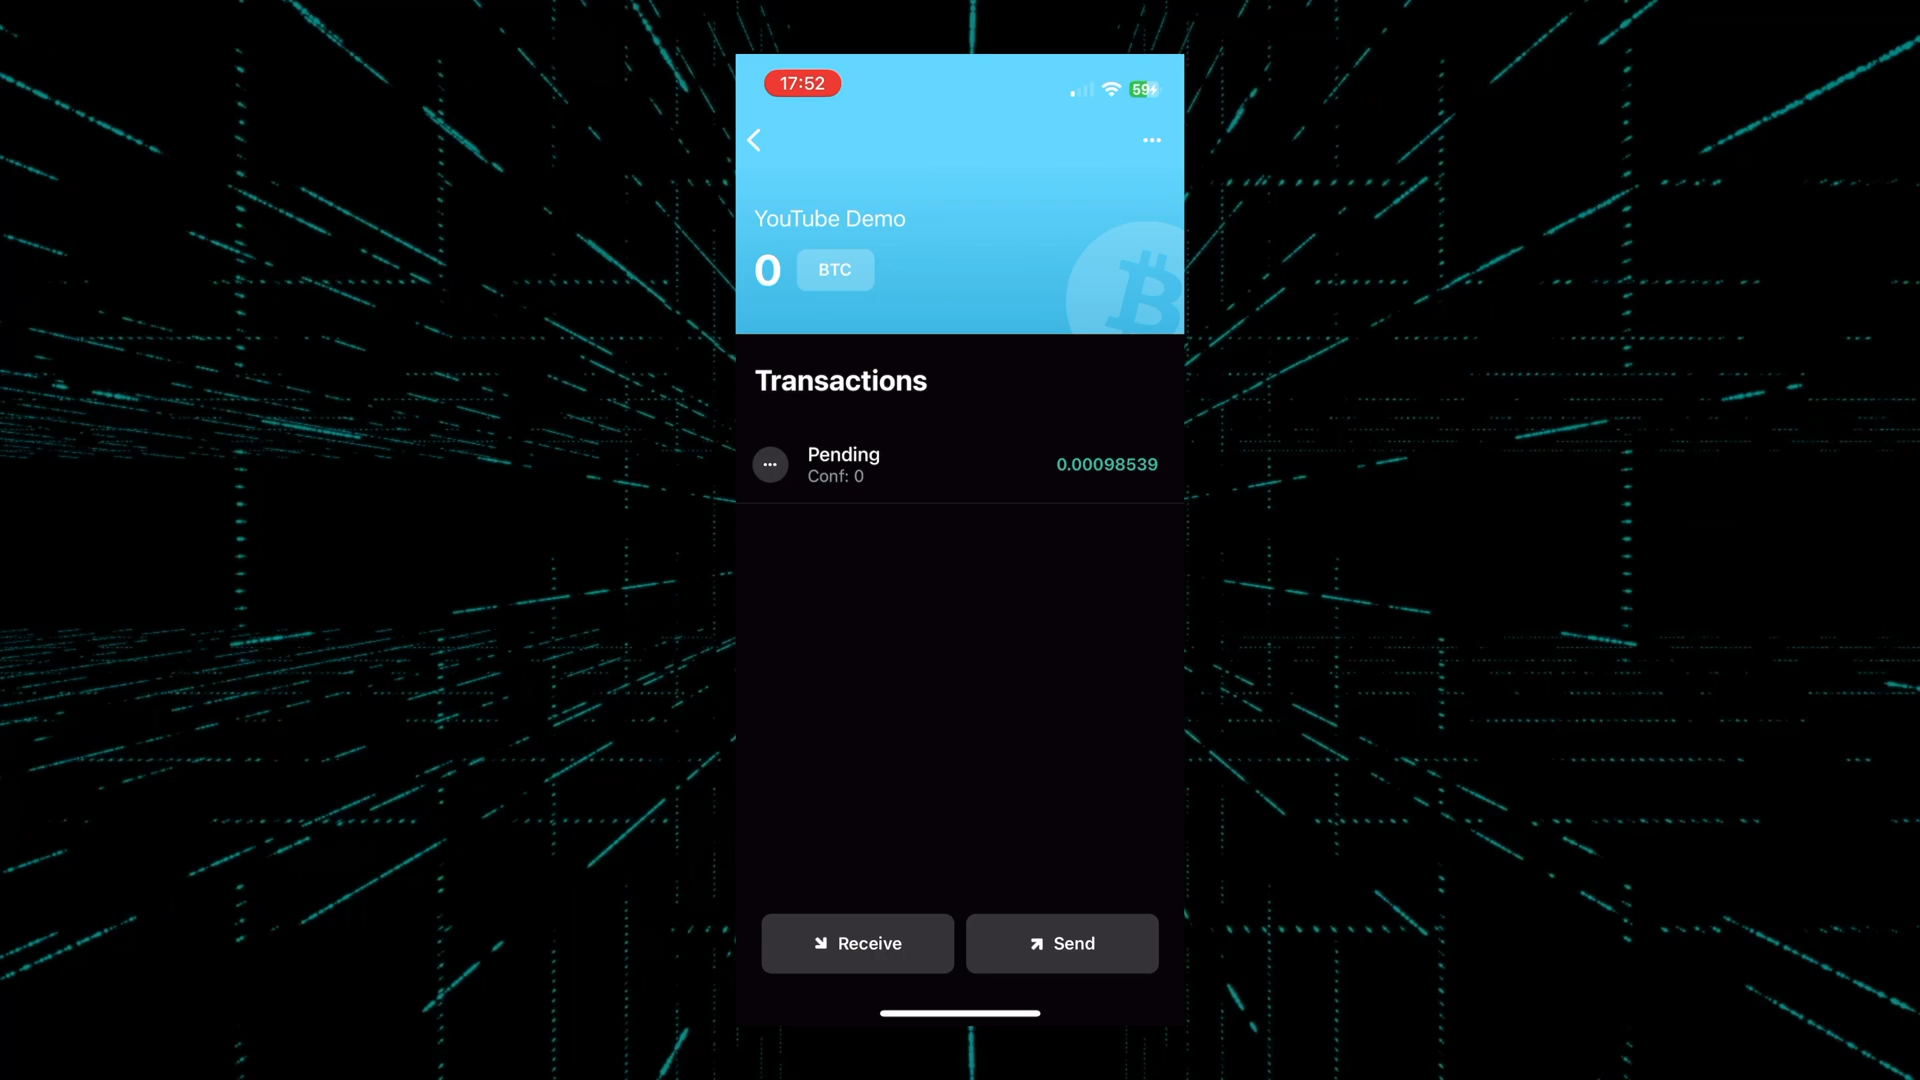 17:52
59
YouTube Demo
0 BTC
Transactions
Pending
Conf: 0
0.00098539
Receive
Send